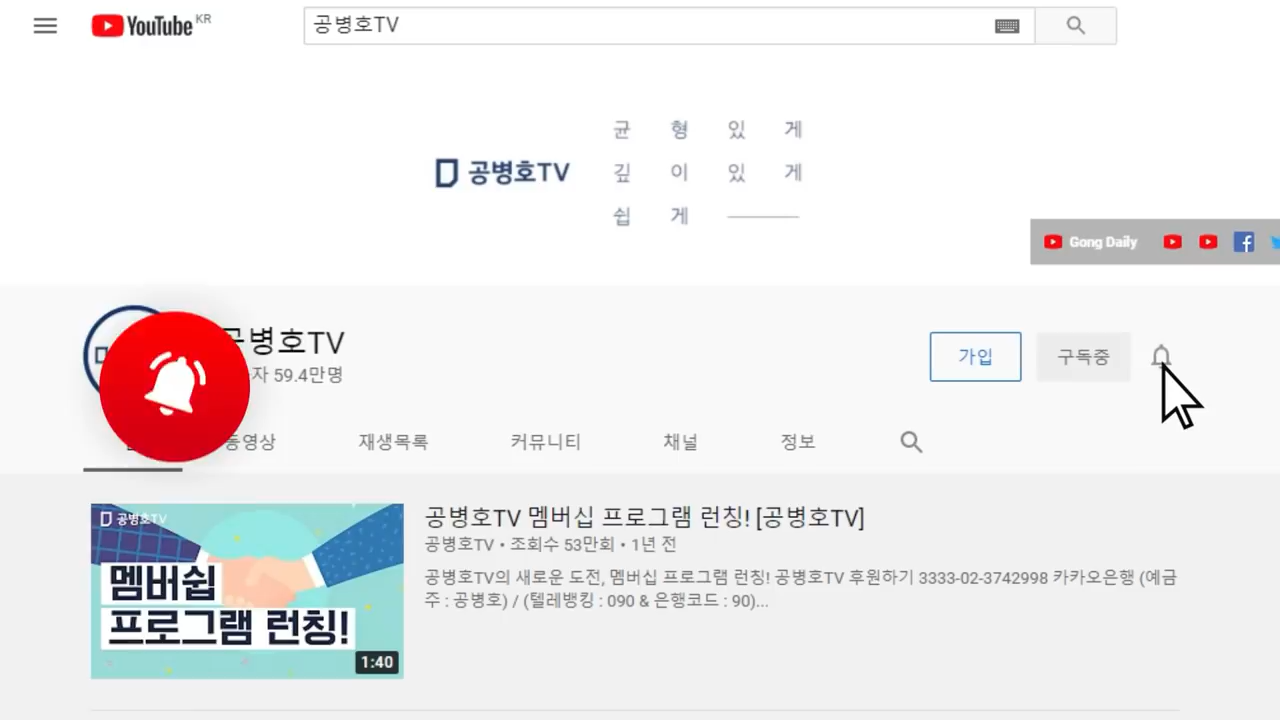 YouTube KR
공병호TV
균 형 있 게
공병호TV
깊 이 있 게
쉽 게
Gong Daily
공병호TV
자 59.4만명
가입
구독중
동영상
재생목록
커뮤니티
채널
정보
공병호TV
멤버쉽
프로그램 런칭!
1:40
공병호TV 멤버십 프로그램 런칭! [공병호TV]
공병호TV • 조회수 53만회 • 1년 전
공병호TV의 새로운 도전, 멤버십 프로그램 런칭! 공병호TV 후원하기 3333-02-3742998 카카오은행 (예금
주 : 공병호) / (텔레뱅킹 : 090 & 은행코드 : 90)...